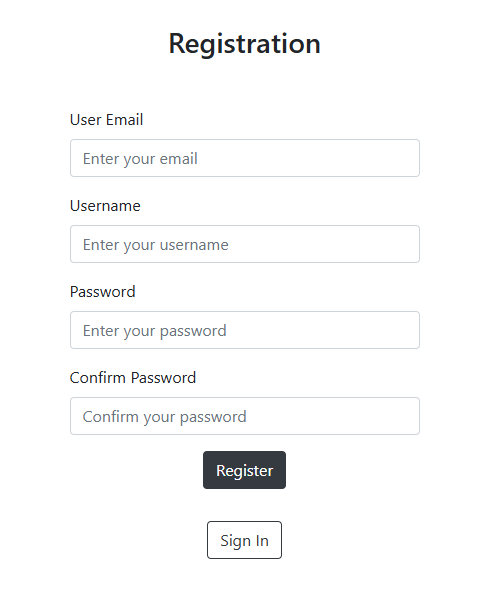 Registration
User Email
Enter your email
Username
Enter your username
Password
Enter your password
Confirm Password
Confirm your password
Register
Sign In